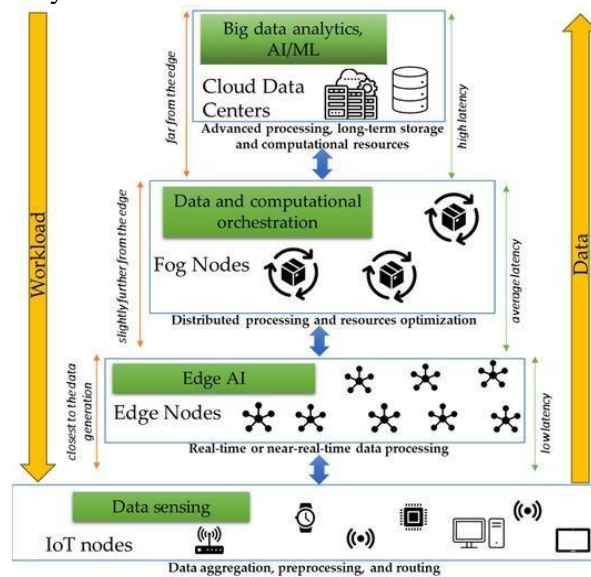 Big data analytics,
AI/ML
Cloud Data
Centers
Advanced processing, long-term storage
and computational resources
far from the edge
high latency
Data and computational
orchestration
Fog Nodes
Distributed processing and resources optimization
slightly further from the edge
average latency
Workload
Data
Edge AI
Edge Nodes
Real-time or near-real-time data processing
closest to the data
generation
low latency
Data sensing
IoT nodes
Data aggregation, preprocessing, and routing